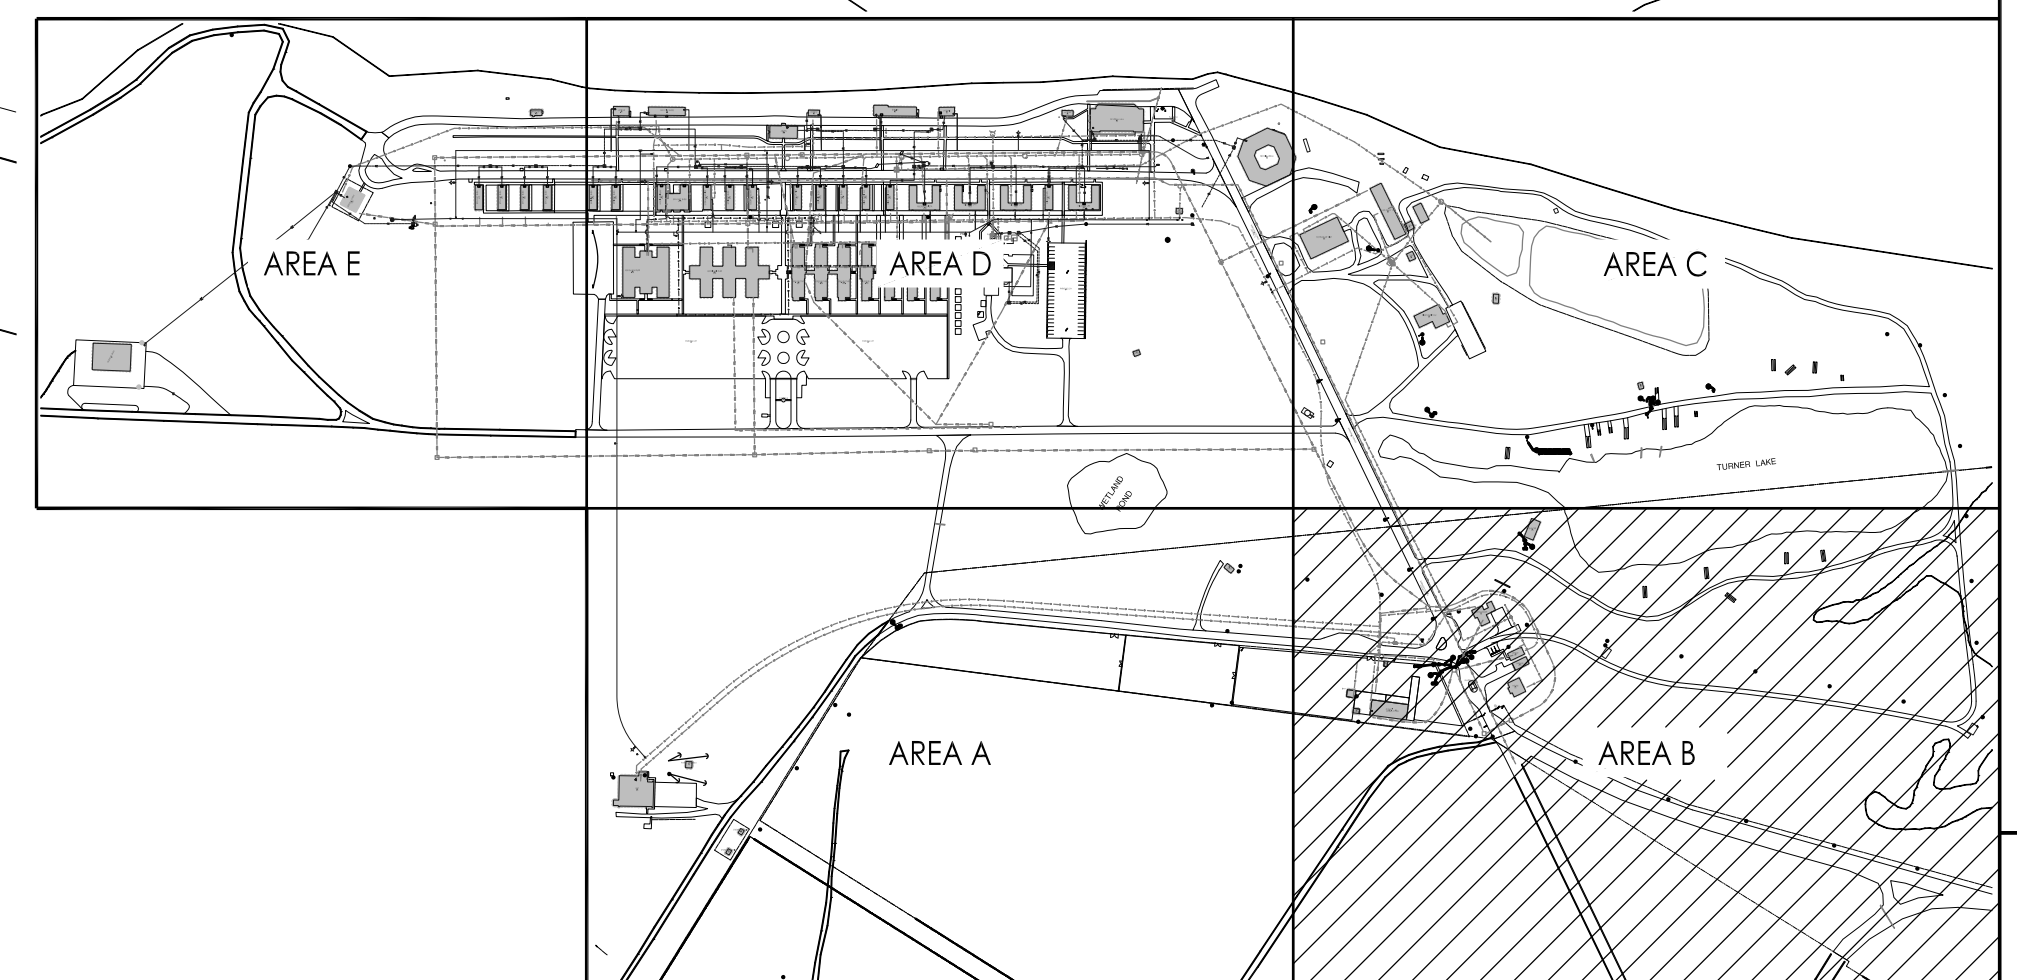 AREA E
AREA D
AREA C
TURNER LAKE
WETLAND
POND
AREA A
AREA B